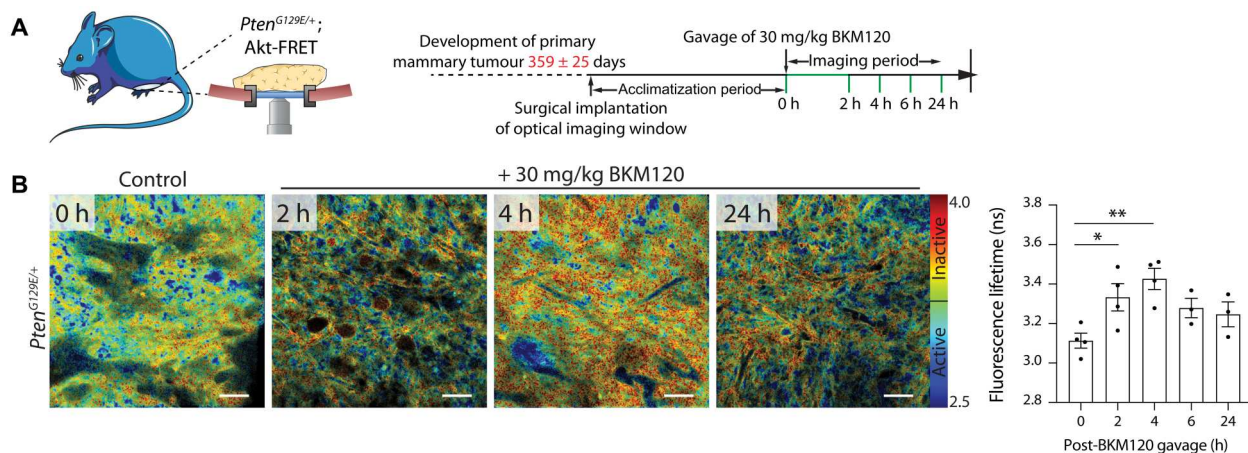 A
Pten^G129E/+;
Akt-FRET
Development of primary
mammary tumour 359 ± 25 days
Surgical implantation
of optical imaging window
Acclimatization period
Gavage of 30 mg/kg BKM120
Imaging period
0 h 2 h 4 h 6 h 24 h
B
Control
+ 30 mg/kg BKM120
Pten^G129E/+
0 h
2 h
4 h
24 h
4.0
Inactive
Active
2.5
Fluorescence lifetime (ns)
3.8
3.6
3.4
3.2
3.0
2.8
**
*
0 2 4 6 24
Post-BKM120 gavage (h)